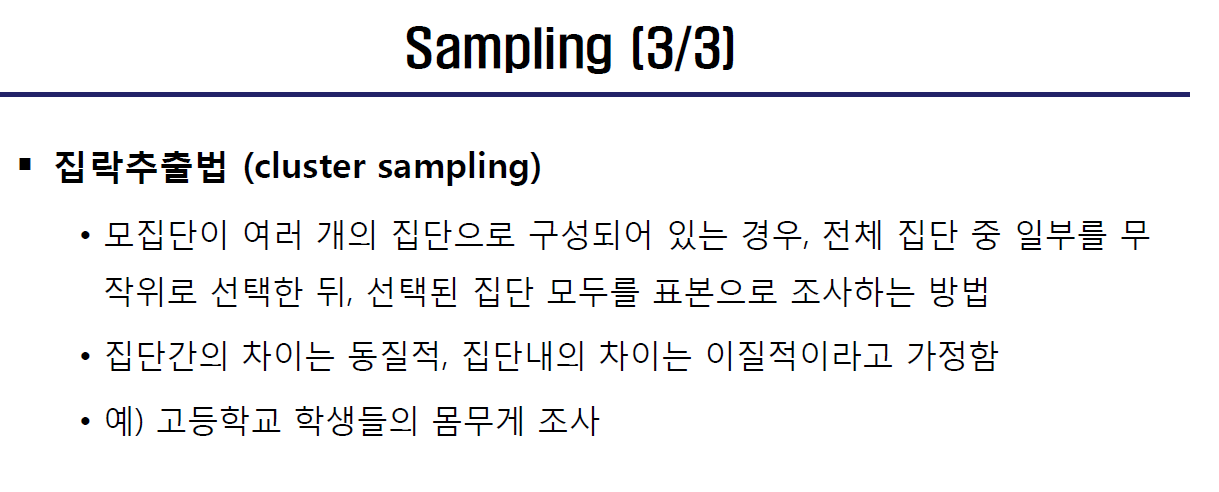 Sampling (3/3)
▪ 집락추출법 (cluster sampling)
• 모집단이 여러 개의 집단으로 구성되어 있는 경우, 전체 집단 중 일부를 무
작위로 선택한 뒤, 선택된 집단 모두를 표본으로 조사하는 방법
• 집단간의 차이는 동질적, 집단내의 차이는 이질적이라고 가정함
• 예) 고등학교 학생들의 몸무게 조사